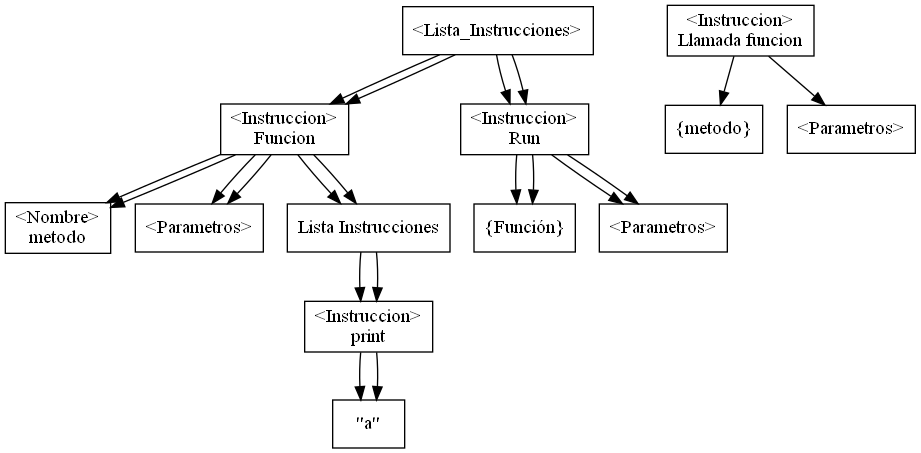 <Lista_Instrucciones>
<Instruccion>
Llamada funcion
<Instruccion>
Funcion
<Instruccion>
Run
{metodo}
<Parametros>
<Nombre>
metodo
<Parametros>
Lista Instrucciones
{Función}
<Parametros>
<Instruccion>
print
"a"